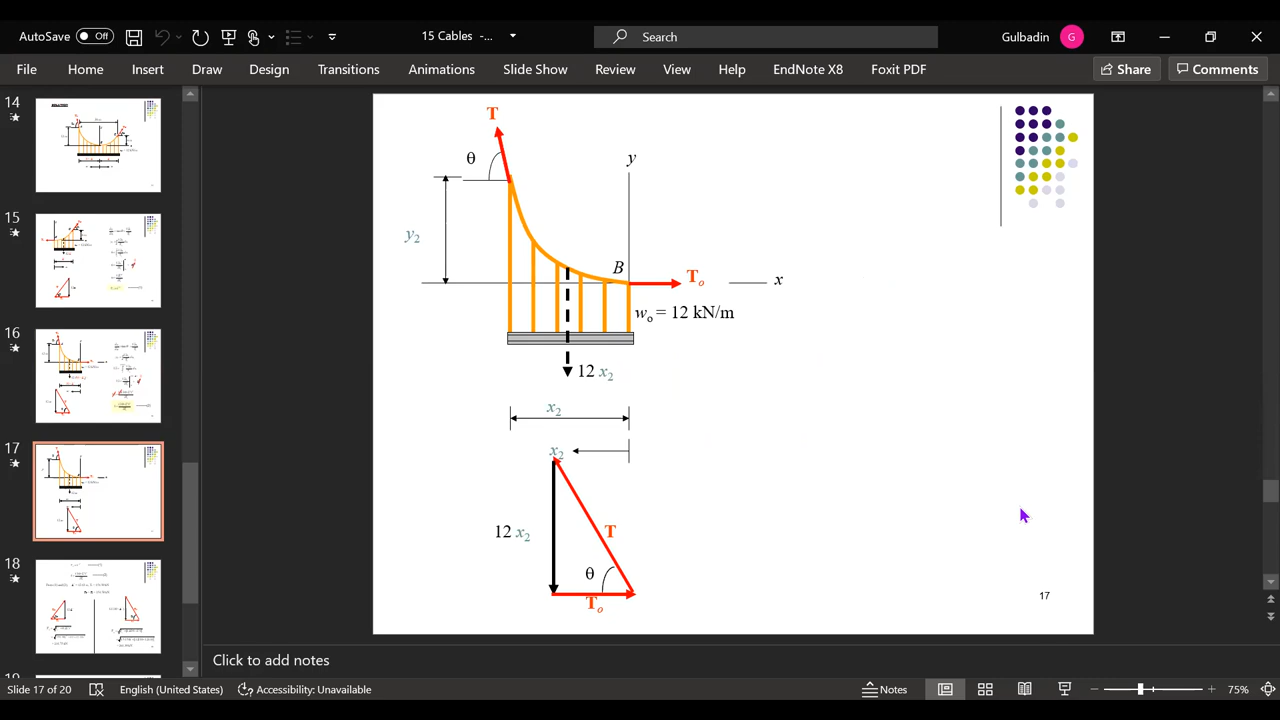 AutoSave Off 15 Cables -... Search Gulbadin G
File Home Insert Draw Design Transitions Animations Slide Show Review View Help EndNote X8 Foxit PDF Share Comments
14
SOLUTION
15
16
17
18
T
θ
y
y₂
B
Tₒ
x
wₒ = 12 kN/m
12 x₂
x₂
x₂
12 x₂
T
θ
Tₒ
17
Click to add notes
Slide 17 of 20 English (United States) Accessibility: Unavailable Notes 75%